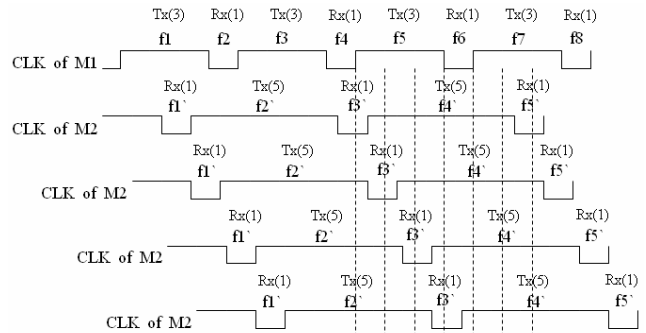 Tx(3) Rx(1) Tx(3) Rx(1) Tx(3) Rx(1) Tx(3) Rx(1)
f1 f2 f3 f4 f5 f6 f7 f8
CLK of M1
Rx(1) Tx(5) Rx(1) Tx(5) Rx(1)
f1` f2` f3` f4` f5`
CLK of M2
Rx(1) Tx(5) Rx(1) Tx(5) Rx(1)
f1` f2` f3` f4` f5`
CLK of M2
Rx(1) Tx(5) Rx(1) Tx(5) Rx(1)
f1` f2` f3` f4` f5`
CLK of M2
Rx(1) Tx(5) Rx(1) Tx(5) Rx(1)
f1` f2` f3` f4` f5`
CLK of M2